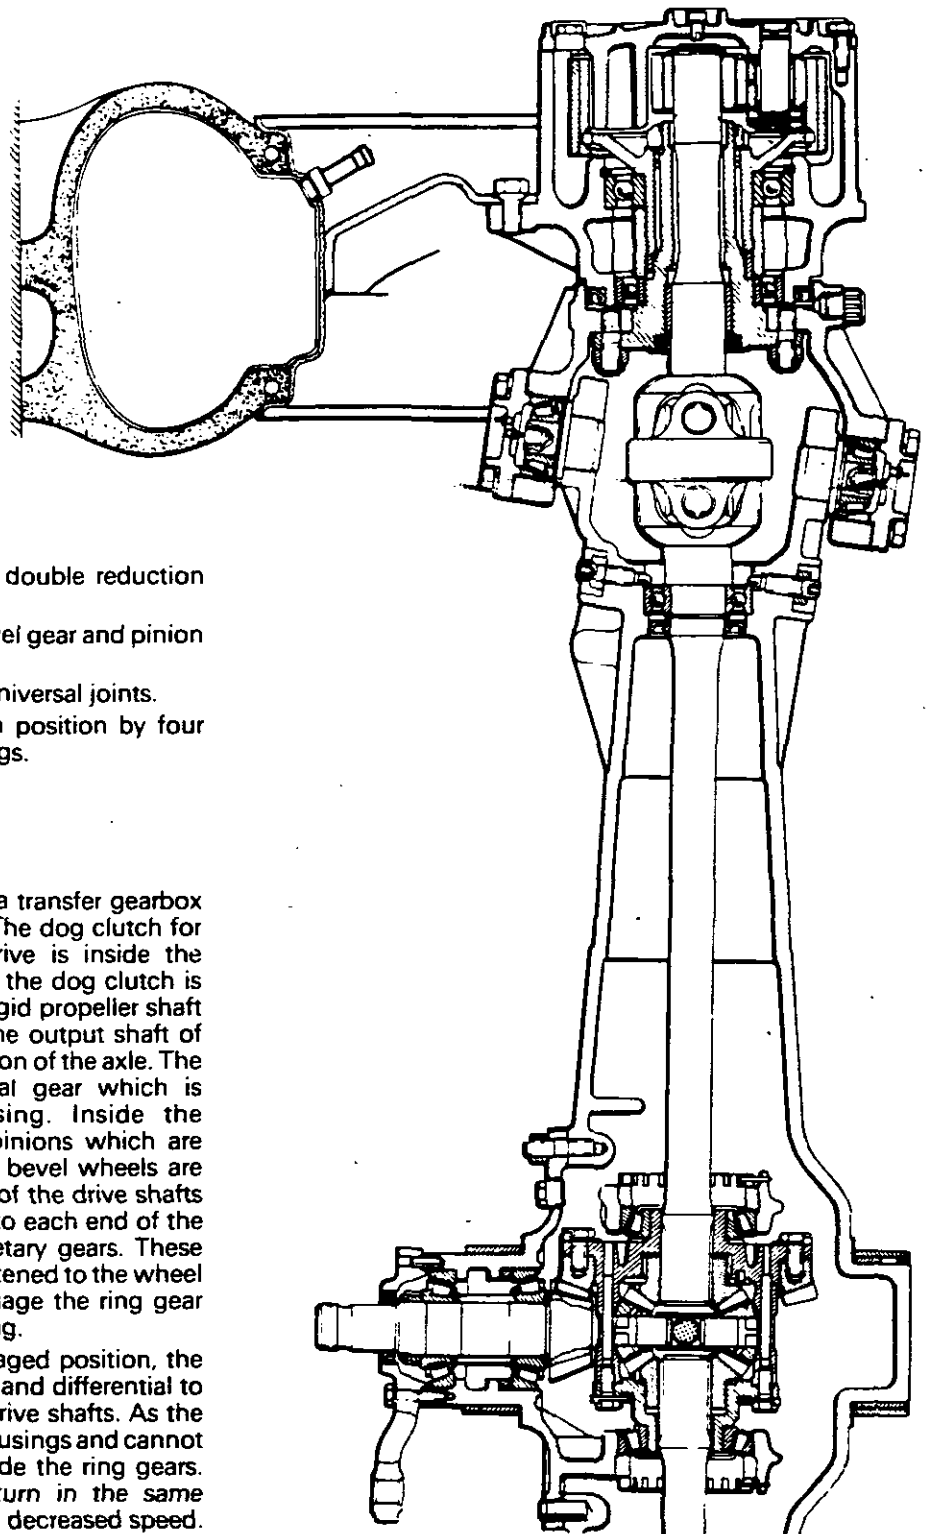 double reduction
el gear and pinion
niversal joints.
position by four
gs.
a transfer gearbox
The dog clutch for
rive is inside the
the dog clutch is
gid propeller shaft
ne output shaft of
on of the axle. The
al gear which is
sing. Inside the
pinions which are
bevel wheels are
of the drive shafts
to each end of the
etary gears. These
tened to the wheel
gage the ring gear
g.
aged position, the
and differential to
rive shafts. As the
usings and cannot
de the ring gears.
turn in the same
decreased speed.